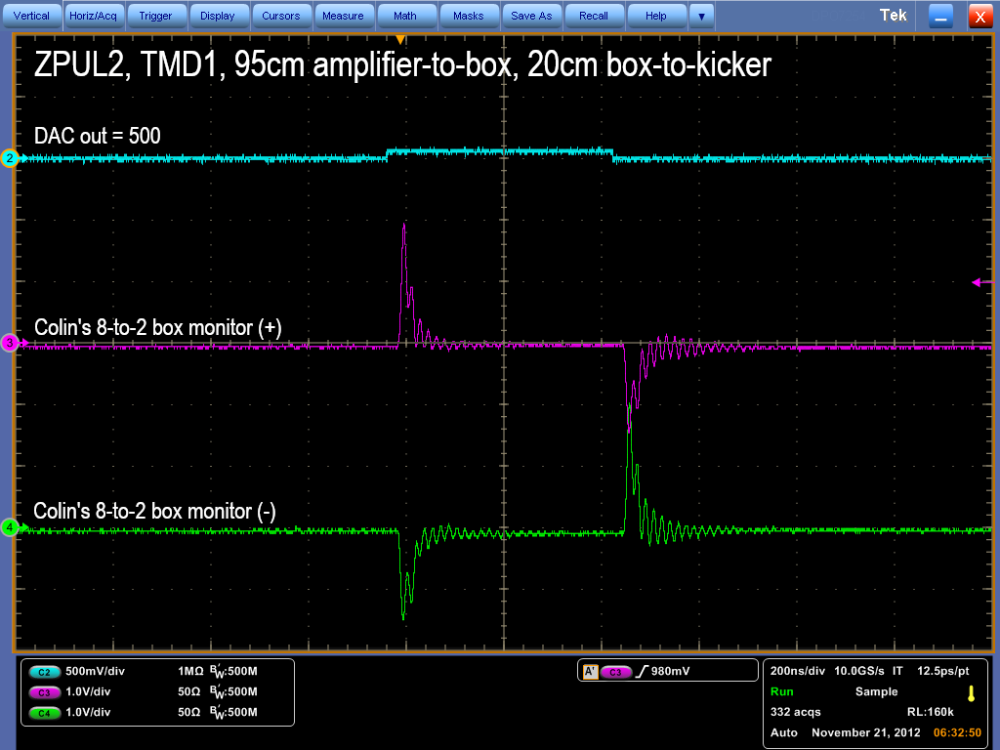 Vertical Horiz/Acq Trigger Display Cursors Measure Math Masks Save As Recall Help Tek X
ZPUL2, TMD1, 95cm amplifier-to-box, 20cm box-to-kicker
DAC out = 500
2
Colin's 8-to-2 box monitor (+)
3
Colin's 8-to-2 box monitor (-)
4
C2 500mV/div 1MΩ BW:500M
C3 1.0V/div 50Ω BW:500M
C4 1.0V/div 50Ω BW:500M
A' C3 980mV
200ns/div 10.0GS/s IT 12.5ps/pt
Run Sample
332 acqs RL:160k
Auto November 21, 2012 06:32:50